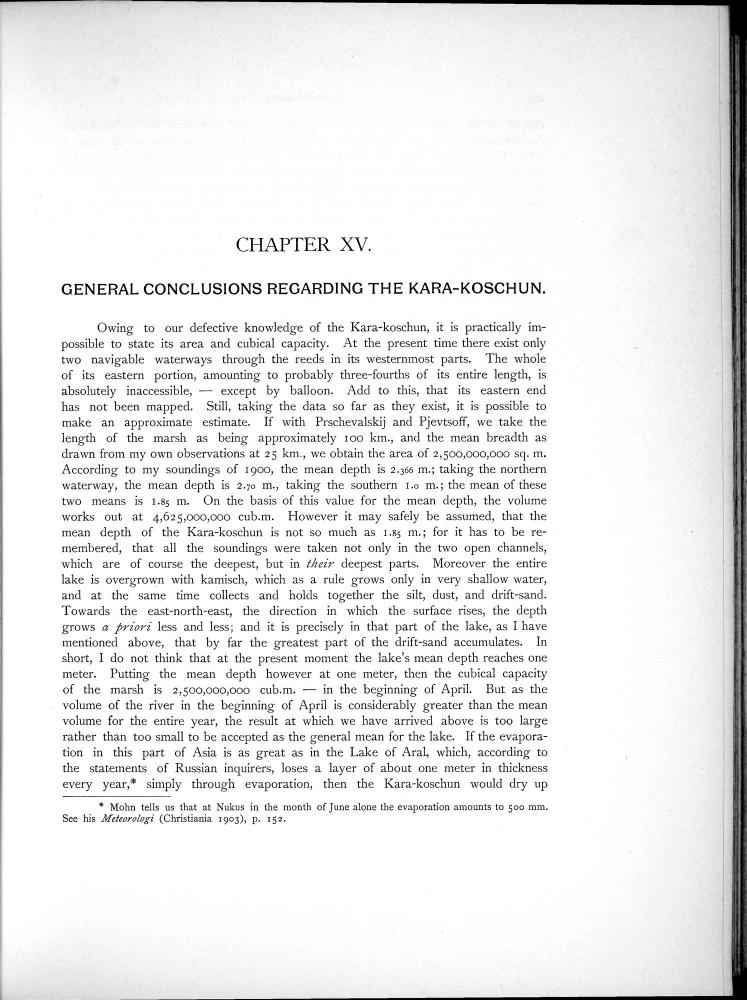 CHAPTER XV.
GENERAL CONCLUSIONS REGARDING THE KARA-KOSCHUN.
Owing to our defective knowledge of the Kara-koschun, it is practically im-
possible to state its area and cubical capacity. At the present time there exist only
two navigable waterways through the reeds in its westernmost parts. The whole
of its eastern portion, amounting to probably three-fourths of its entire length, is
absolutely inaccessible, — except by balloon. Add to this, that its eastern end
has not been mapped. Still, taking the data so far as they exist, it is possible to
make an approximate estimate. If with Prschevalskij and Pjevtsoff, we take the
length of the marsh as being approximately 100 km., and the mean breadth as
drawn from my own observations at 25 km., we obtain the area of 2,500,000,000 sq. m.
According to my soundings of 1900, the mean depth is 2.366 m.; taking the northern
waterway, the mean depth is 2.70 m., taking the southern 1.0 m.; the mean of these
two means is 1.85 m. On the basis of this value for the mean depth, the volume
works out at 4,625,000,000 cub.m. However it may safely be assumed, that the
mean depth of the Kara-koschun is not so much as 1.85 m.; for it has to be re-
membered, that all the soundings were taken not only in the two open channels,
which are of course the deepest, but in their deepest parts. Moreover the entire
lake is overgrown with kamisch, which as a rule grows only in very shallow water,
and at the same time collects and holds together the silt, dust, and drift-sand.
Towards the east-north-east, the direction in which the surface rises, the depth
grows a priori less and less; and it is precisely in that part of the lake, as I have
mentioned above, that by far the greatest part of the drift-sand accumulates. In
short, I do not think that at the present moment the lake's mean depth reaches one
meter. Putting the mean depth however at one meter, then the cubical capacity
of the marsh is 2,500,000,000 cub.m. — in the beginning of April. But as the
volume of the river in the beginning of April is considerably greater than the mean
volume for the entire year, the result at which we have arrived above is too large
rather than too small to be accepted as the general mean for the lake. If the evapora-
tion in this part of Asia is as great as in the Lake of Aral, which, according to
the statements of Russian inquirers, loses a layer of about one meter in thickness
every year,* simply through evaporation, then the Kara-koschun would dry up
* Mohn tells us that at Nukus in the month of June alone the evaporation amounts to 500 mm.
See his Meteorologi (Christiania 1903), p. 152.